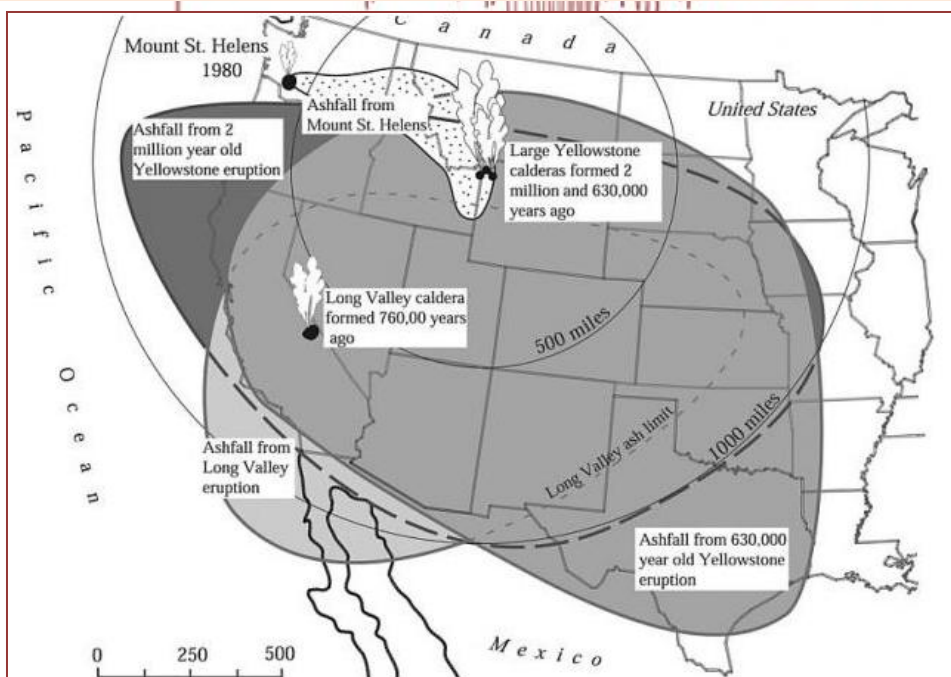 Canada
Mount St. Helens
1980
United States
Ashfall from
Mount St. Helens
Ashfall from 2
million year old
Yellowstone eruption
Large Yellowstone
calderas formed 2
million and 630,000
years ago
Pacific Ocean
Long Valley caldera
formed 760,00 years
ago
500 miles
1000 miles
Long Valley ash limit
Ashfall from
Long Valley
eruption
Ashfall from 630,000
year old Yellowstone
eruption
Mexico
0 250 500